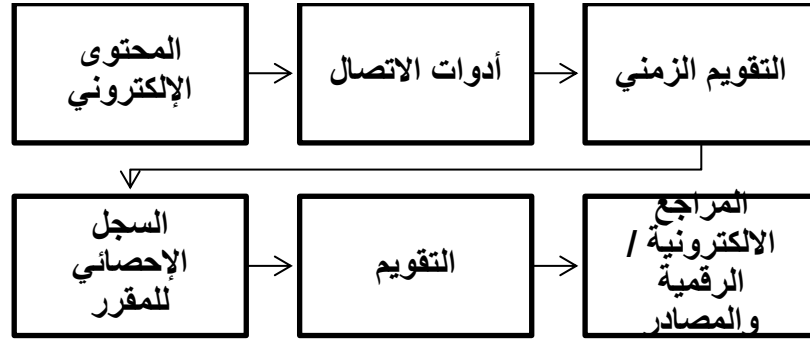 المحتوى
الإلكتروني
أدوات الاتصال
التقويم الزمني
السجل
الإحصائي
للمقرر
التقويم
المراجع
الالكترونية /
الرقمية
والمصادر